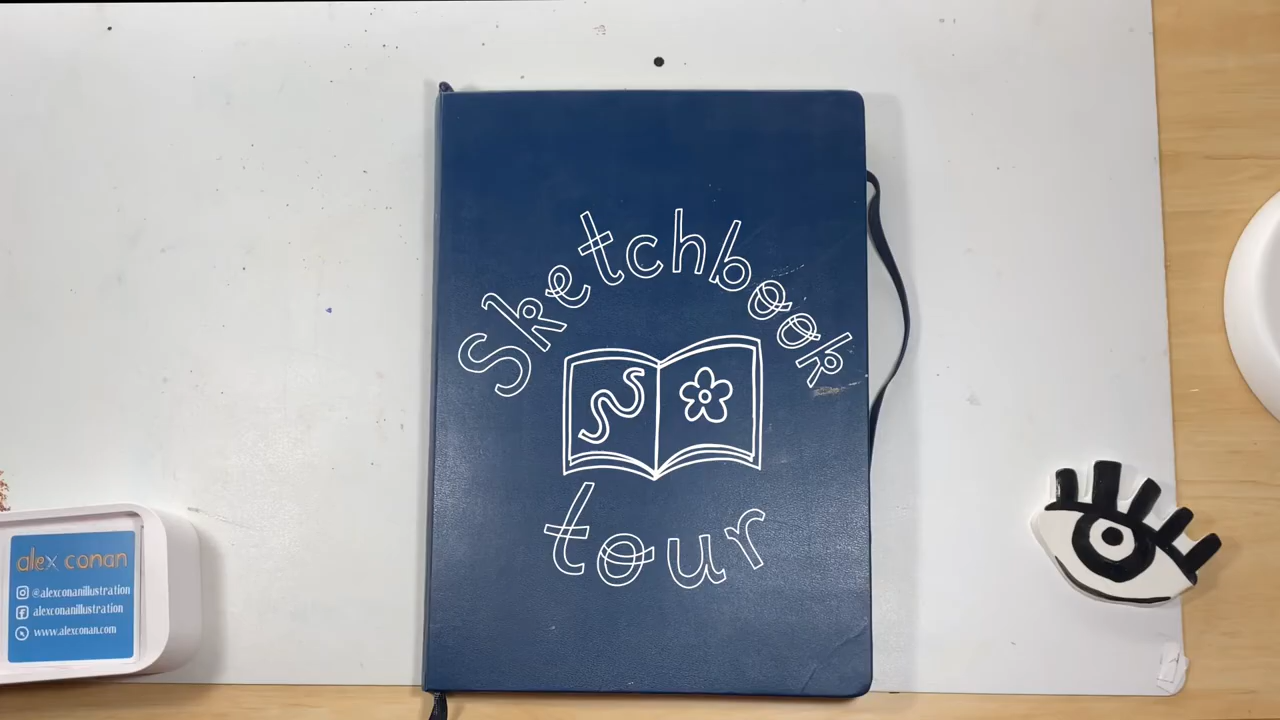 Sketchbook
tour
alex conan
@alexconanillustration
alexconanillustration
www.alexconan.com